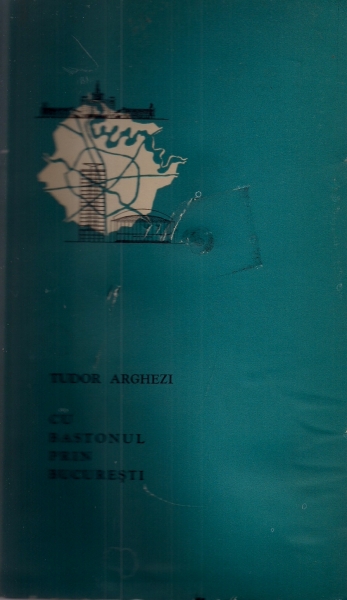 TUDOR ARGHEZI
CU
BASTONUL
PRIN
BUCUREȘTI